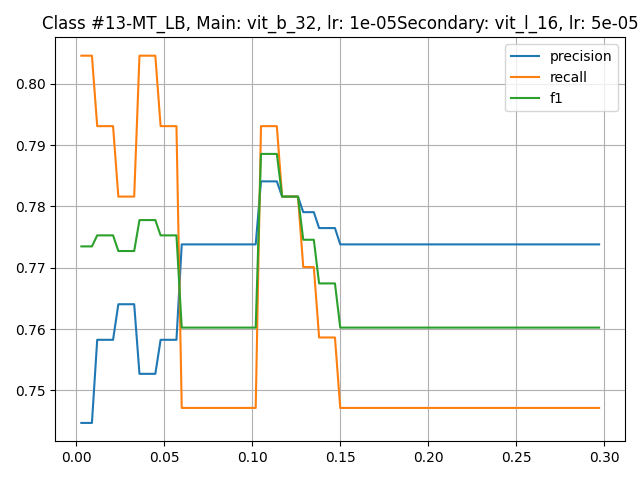 Class #13-MT_LB, Main: vit_b_32, lr: 1e-05Secondary: vit_l_16, lr: 5e-05
precision
recall
f1
0.80
0.79
0.78
0.77
0.76
0.75
0.00 0.05 0.10 0.15 0.20 0.25 0.30